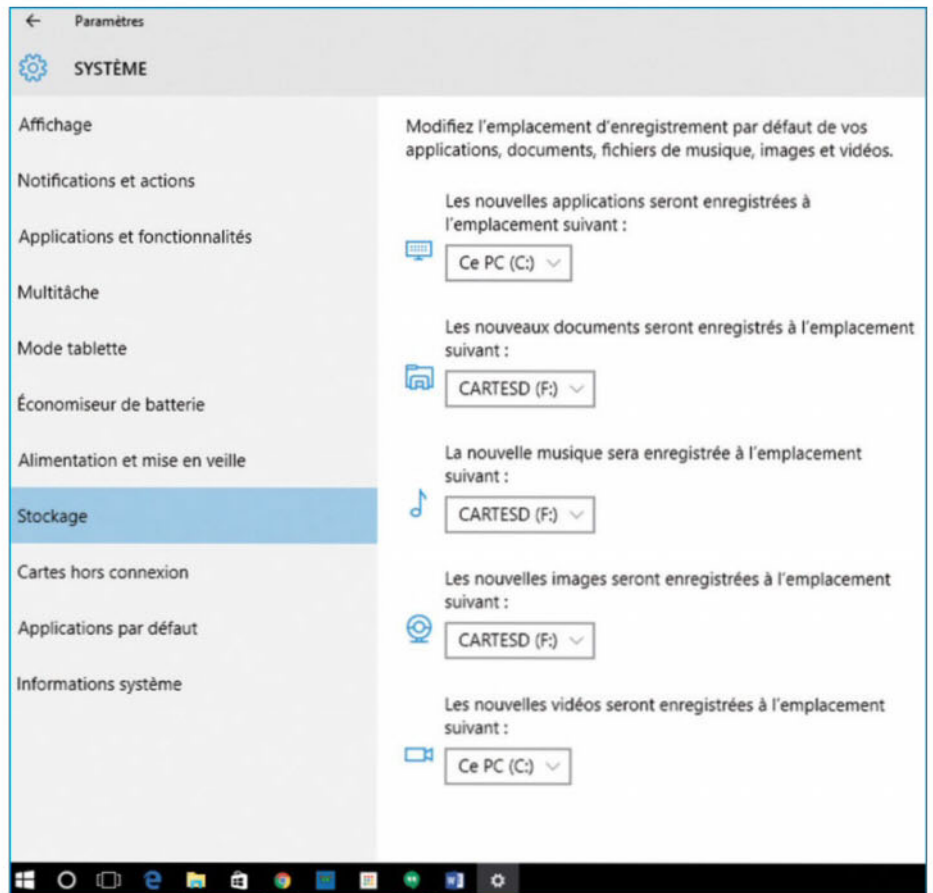 Paramètres
SYSTÈME
Affichage
Notifications et actions
Applications et fonctionnalités
Multitâche
Mode tablette
Économiseur de batterie
Alimentation et mise en veille
Stockage
Cartes hors connexion
Applications par défaut
Informations système
Modifiez l'emplacement d'enregistrement par défaut de vos
applications, documents, fichiers de musique, images et vidéos.
Les nouvelles applications seront enregistrées à
l'emplacement suivant :
Ce PC (C:)
Les nouveaux documents seront enregistrés à l'emplacement
suivant :
CARTESD (F:)
La nouvelle musique sera enregistrée à l'emplacement
suivant :
CARTESD (F:)
Les nouvelles images seront enregistrées à l'emplacement
suivant :
CARTESD (F:)
Les nouvelles vidéos seront enregistrées à l'emplacement
suivant :
Ce PC (C:)